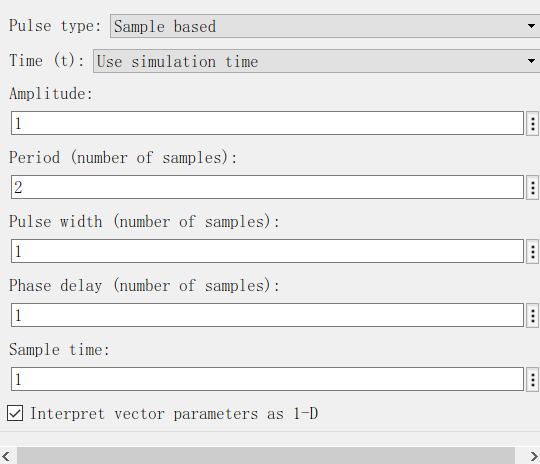 Pulse type: Sample based
Time (t): Use simulation time
Amplitude:
1
Period (number of samples):
2
Pulse width (number of samples):
1
Phase delay (number of samples):
1
Sample time:
1
Interpret vector parameters as 1-D